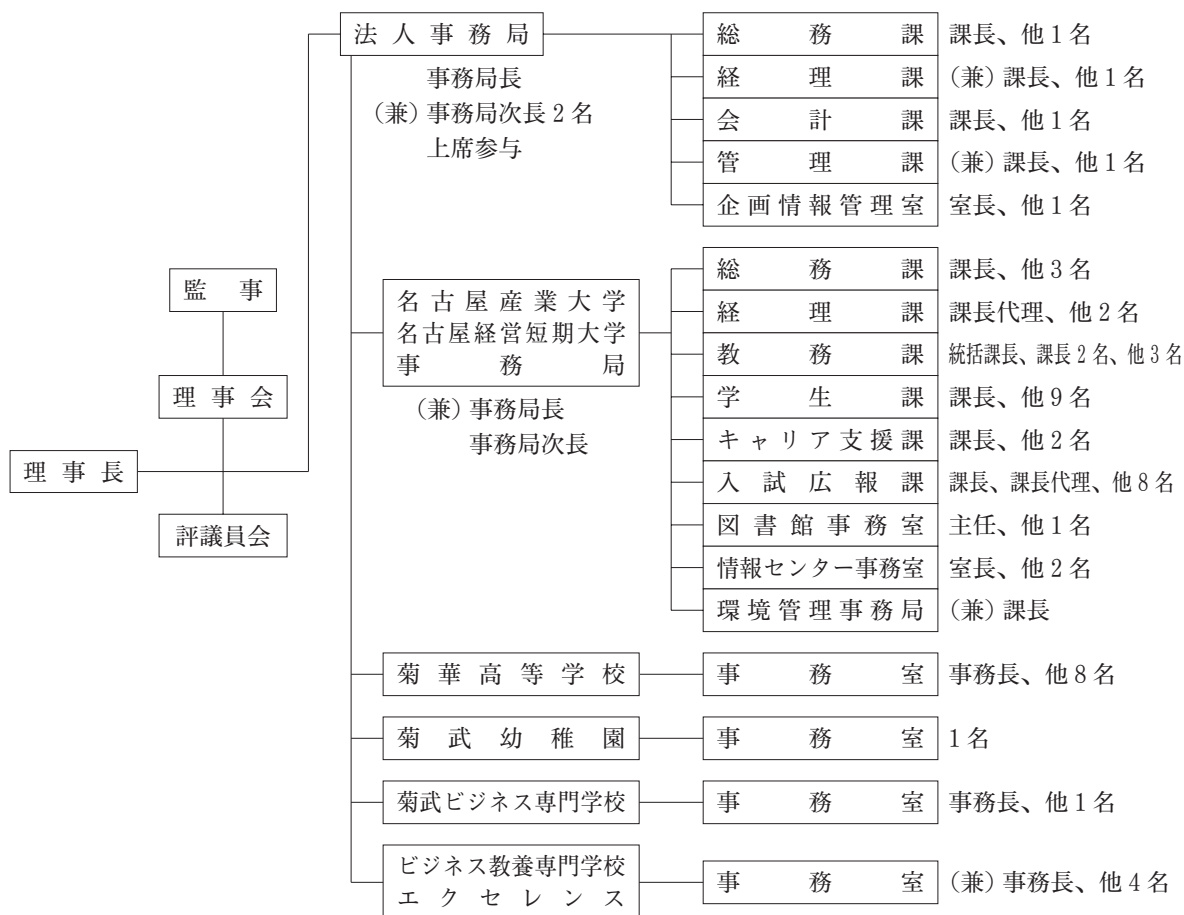 法人事務局
事務局長
（兼）事務局次長2名
上席参与
総務課 課長、他1名
経理課 （兼）課長、他1名
会計課 課長、他1名
管理課 （兼）課長、他1名
企画情報管理室 室長、他1名
監事
理事会
理事長
評議員会
名古屋産業大学
名古屋経営短期大学
事務局
（兼）事務局長
事務局次長
総務課 課長、他3名
経理課 課長代理、他2名
教務課 統括課長、課長2名、他3名
学生課 課長、他9名
キャリア支援課 課長、他2名
入試広報課 課長、課長代理、他8名
図書館事務室 主任、他1名
情報センター事務室 室長、他2名
環境管理事務局 （兼）課長
菊華高等学校 事務室 事務長、他8名
菊武幼稚園 事務室 1名
菊武ビジネス専門学校 事務室 事務長、他1名
ビジネス教養専門学校
エクセレンス
事務室 （兼）事務長、他4名